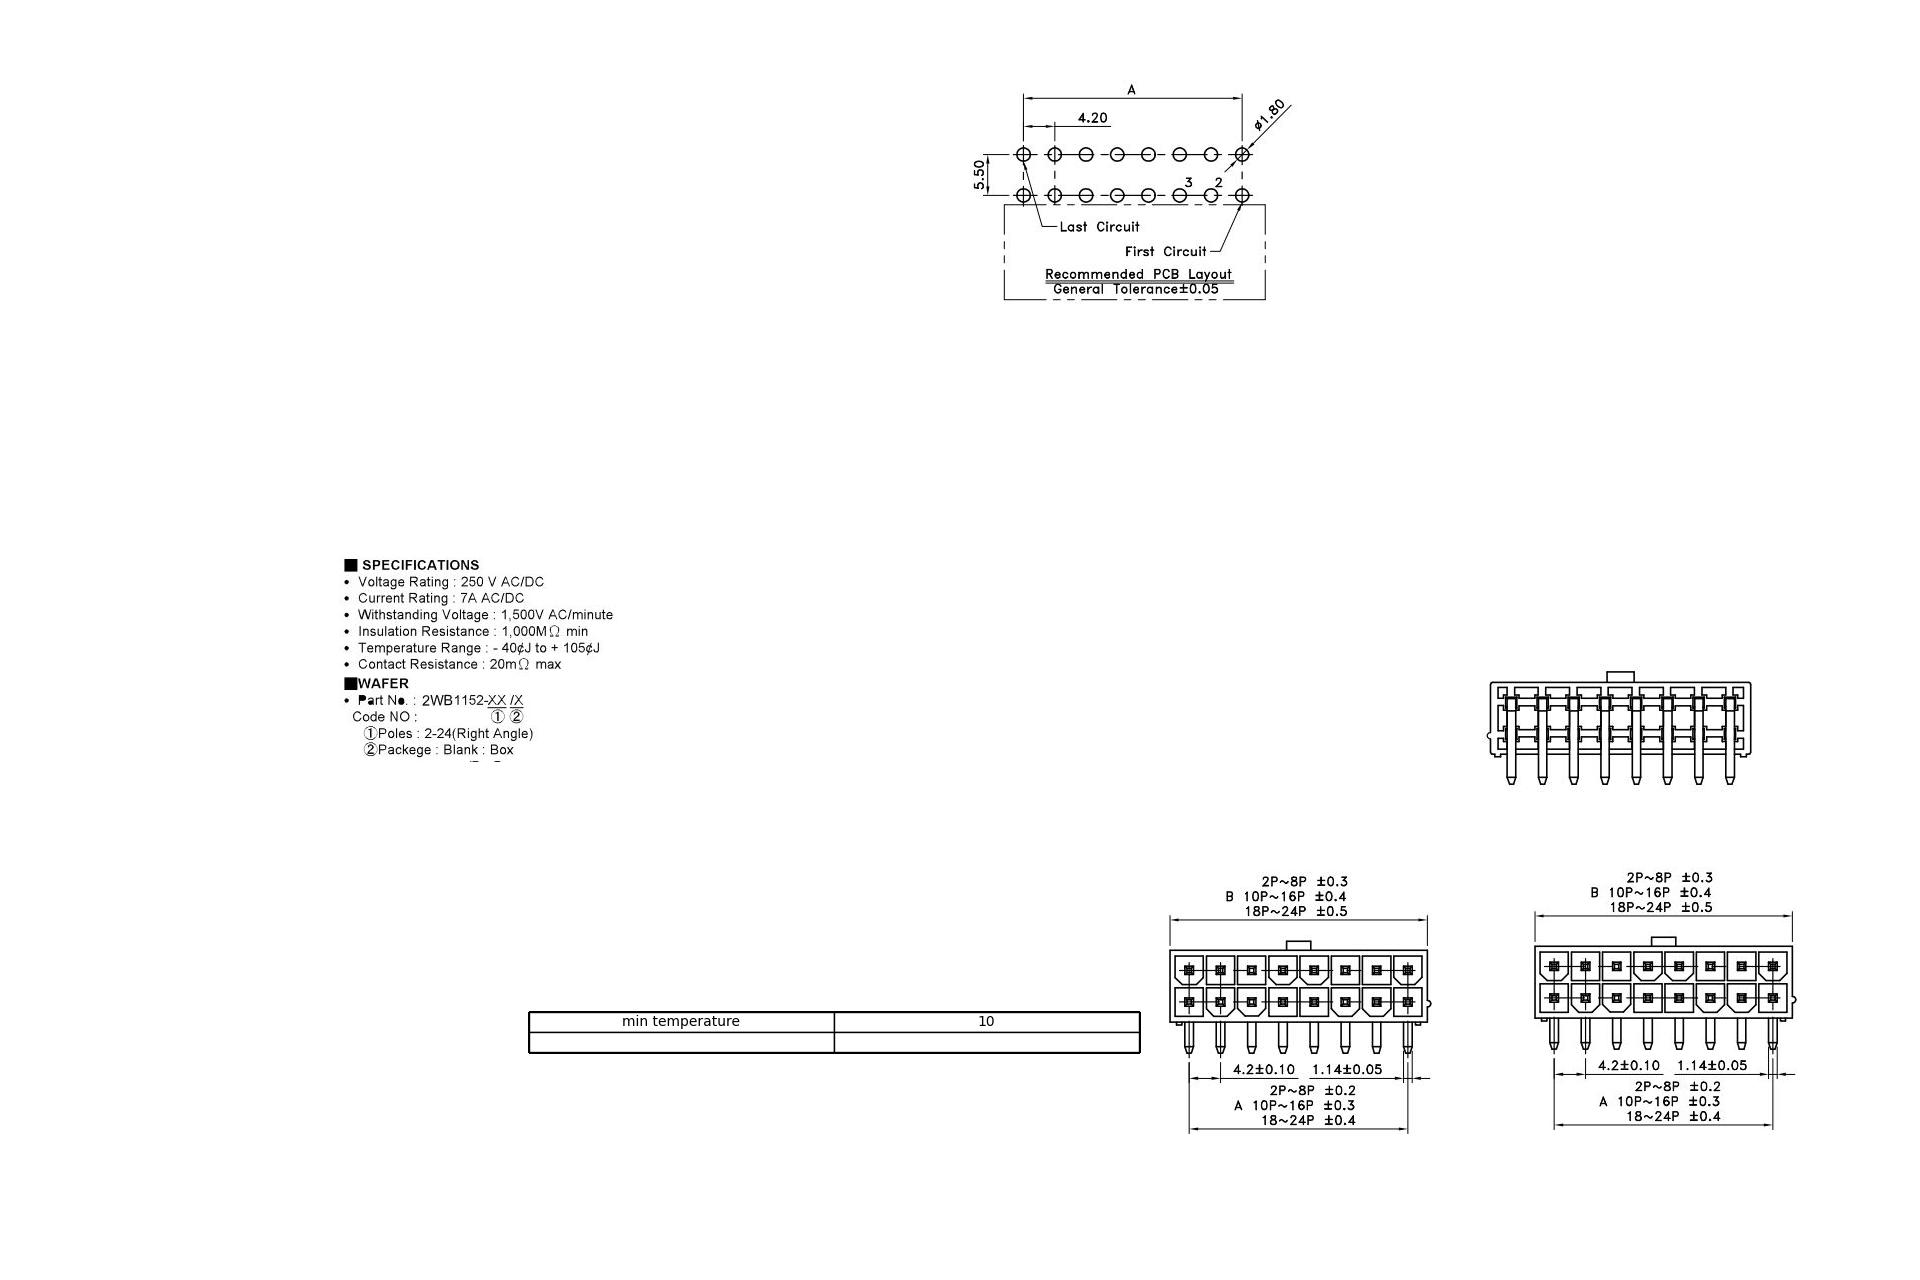 A
4.20
ø1.80
5.50
3 2
Last Circuit
First Circuit
Recommended PCB Layout
General Tolerance±0.05
■ SPECIFICATIONS
• Voltage Rating : 250 V AC/DC
• Current Rating : 7A AC/DC
• Withstanding Voltage : 1,500V AC/minute
• Insulation Resistance : 1,000MΩ min
• Temperature Range : - 40¢J to + 105¢J
• Contact Resistance : 20mΩ max
■WAFER
• Part No. : 2WB1152-XX /X
Code NO : ① ②
①Poles : 2-24(Right Angle)
②Packege : Blank : Box
min temperature 10
2P~8P ±0.3
B 10P~16P ±0.4
18P~24P ±0.5
4.2±0.10 1.14±0.05
2P~8P ±0.2
A 10P~16P ±0.3
18~24P ±0.4
2P~8P ±0.3
B 10P~16P ±0.4
18P~24P ±0.5
4.2±0.10 1.14±0.05
2P~8P ±0.2
A 10P~16P ±0.3
18~24P ±0.4